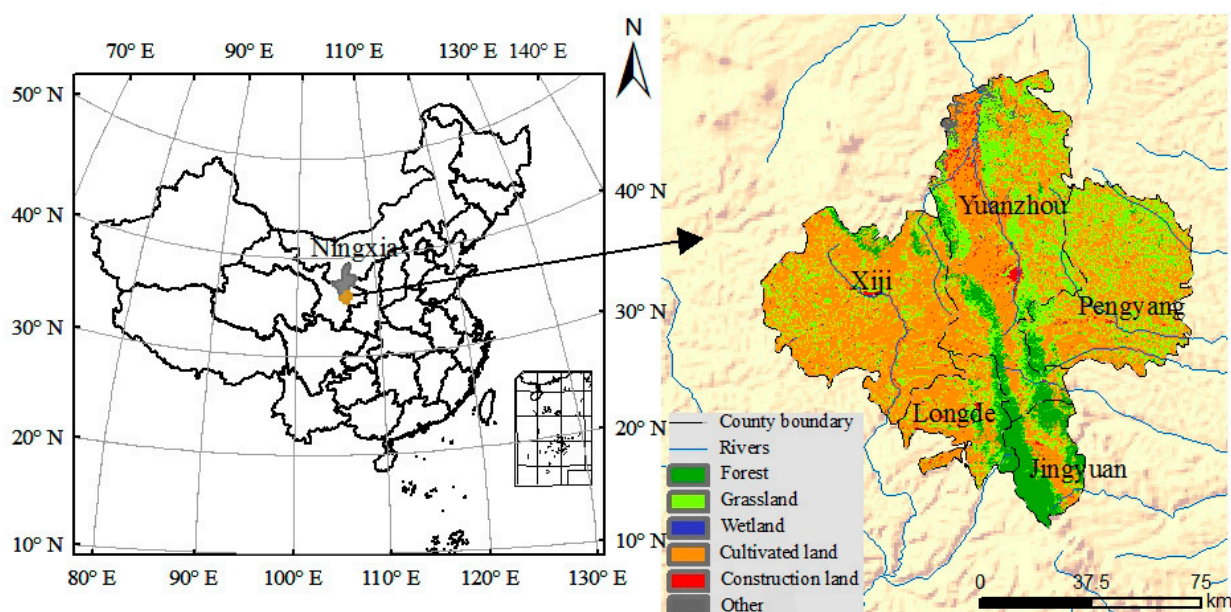 70° E 90° E 110° E 130° E 140° E
50° N
40° N
30° N
20° N
10° N
Ningxia
80° E 90° E 100° E 110° E 120° E 130° E
N
40° N
30° N
20° N
10° N
Yuanzhou
Xiji
Pengyang
Longde
Jingyuan
County boundary
Rivers
Forest
Grassland
Wetland
Cultivated land
Construction land
Other
0 37.5 75
km